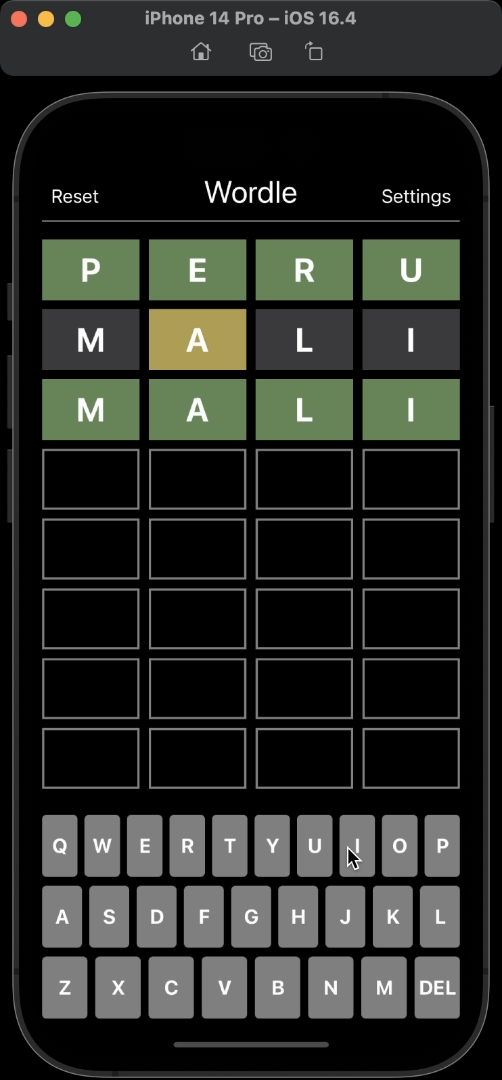 iPhone 14 Pro – iOS 16.4
Reset Wordle Settings
P E R U
M A L I
M A L I
Q W E R T Y U I O P
A S D F G H J K L
Z X C V B N M DEL